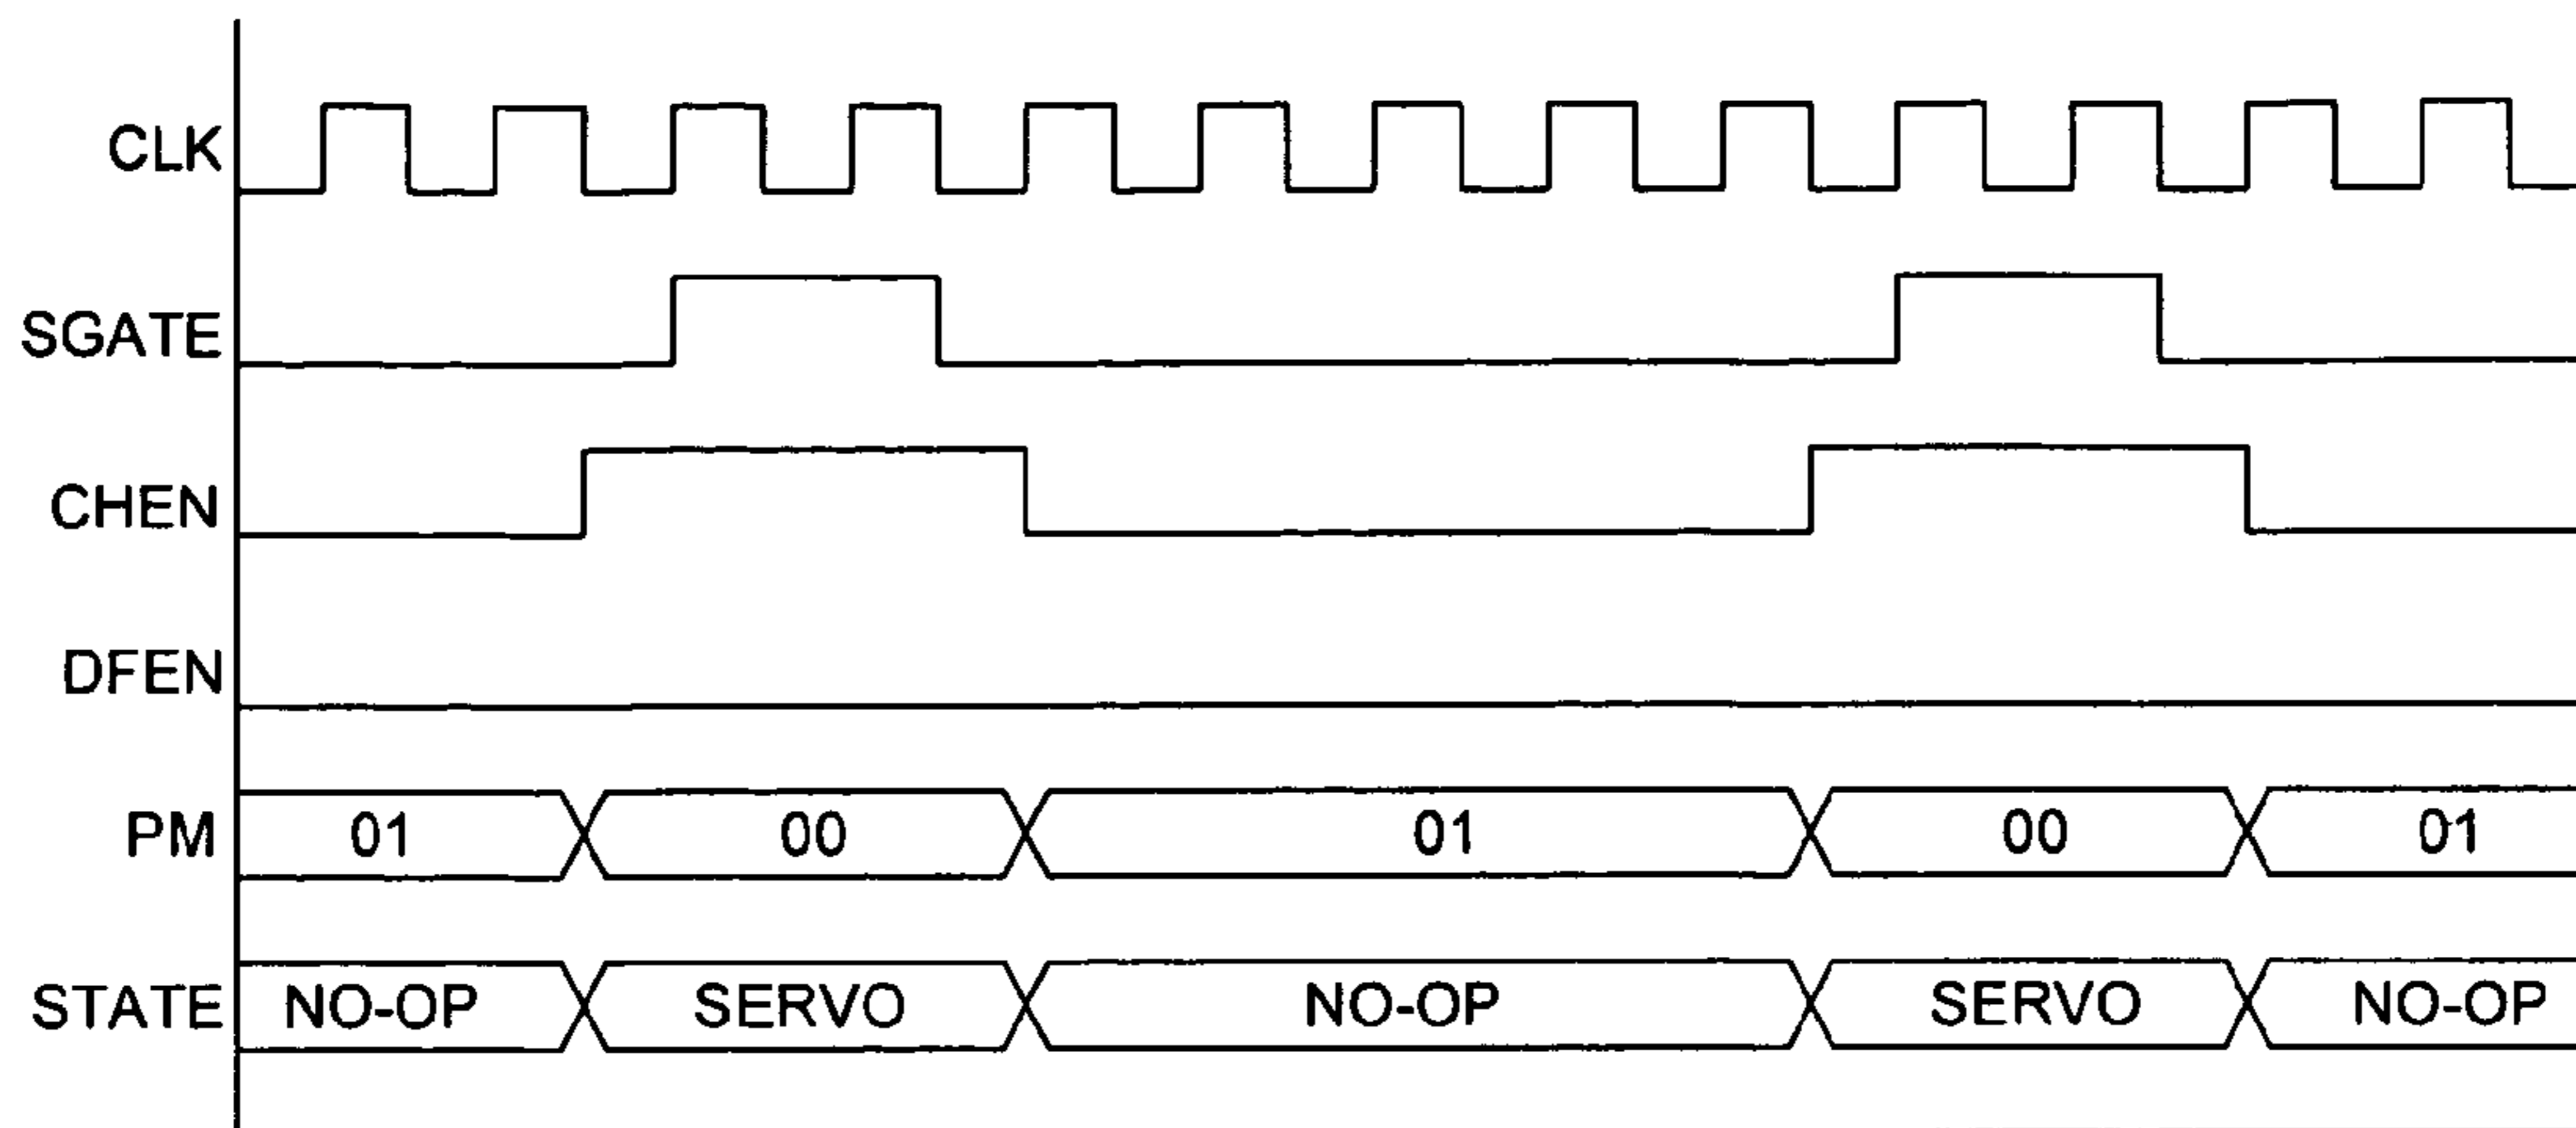 CLK
SGATE
CHEN
DFEN
PM 01 00 01 00 01
STATE NO-OP SERVO NO-OP SERVO NO-OP